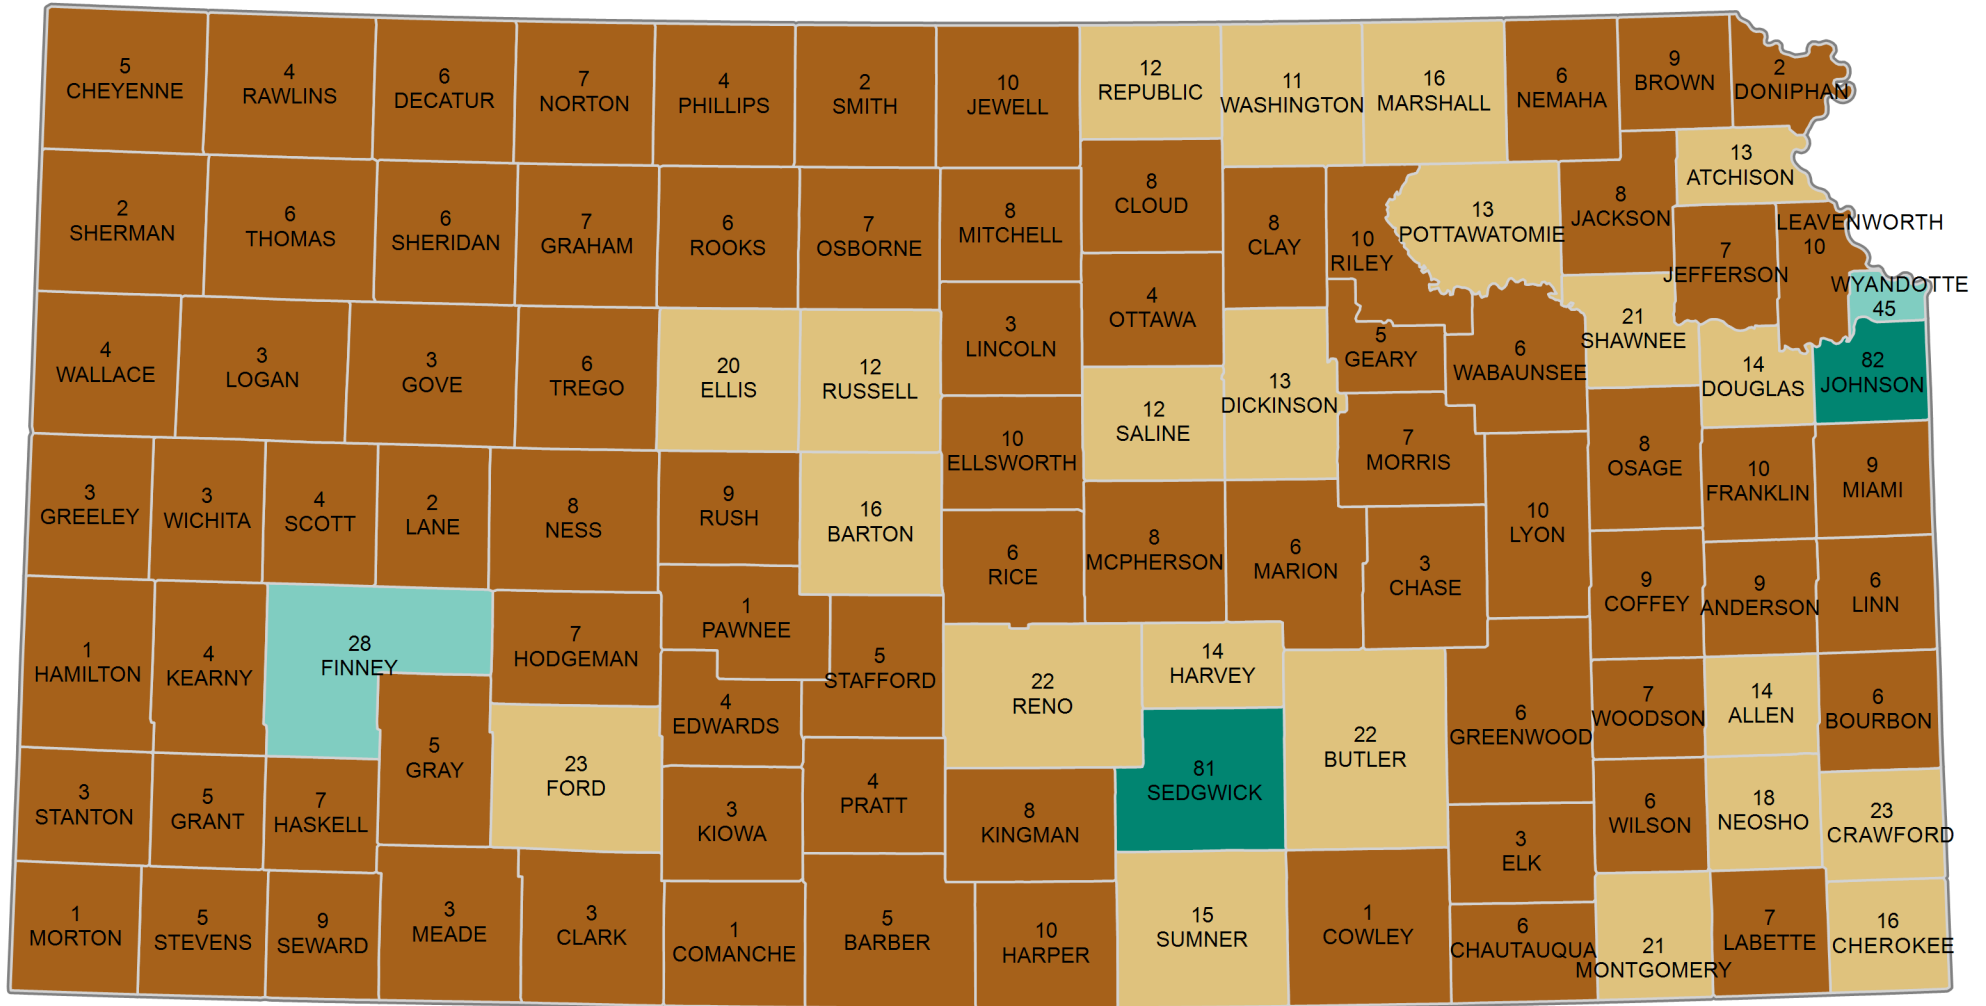 5
CHEYENNE
4
RAWLINS
6
DECATUR
7
NORTON
4
PHILLIPS
2
SMITH
10
JEWELL
12
REPUBLIC
11
WASHINGTON
16
MARSHALL
6
NEMAHA
9
BROWN
2
DONIPHAN
13
ATCHISON
2
SHERMAN
6
THOMAS
6
SHERIDAN
7
GRAHAM
6
ROOKS
7
OSBORNE
8
MITCHELL
8
CLOUD
8
CLAY
10
RILEY
13
POTTAWATOMIE
8
JACKSON
7
JEFFERSON
LEAVENWORTH
10
WYANDOTTE
45
4
WALLACE
3
LOGAN
3
GOVE
6
TREGO
20
ELLIS
12
RUSSELL
3
LINCOLN
4
OTTAWA
12
SALINE
13
DICKINSON
5
GEARY
6
WABAUNSEE
21
SHAWNEE
14
DOUGLAS
82
JOHNSON
3
GREELEY
3
WICHITA
4
SCOTT
2
LANE
8
NESS
9
RUSH
16
BARTON
10
ELLSWORTH
6
RICE
8
MCPHERSON
6
MARION
7
MORRIS
3
CHASE
10
LYON
8
OSAGE
10
FRANKLIN
9
MIAMI
9
COFFEY
9
ANDERSON
6
LINN
1
HAMILTON
4
KEARNY
28
FINNEY
7
HODGEMAN
1
PAWNEE
5
STAFFORD
4
EDWARDS
22
RENO
14
HARVEY
22
BUTLER
6
GREENWOOD
7
WOODSON
14
ALLEN
6
BOURBON
3
STANTON
5
GRANT
7
HASKELL
5
GRAY
23
FORD
3
KIOWA
4
PRATT
8
KINGMAN
81
SEDGWICK
3
ELK
6
WILSON
18
NEOSHO
23
CRAWFORD
1
MORTON
5
STEVENS
9
SEWARD
3
MEADE
3
CLARK
1
COMANCHE
5
BARBER
10
HARPER
15
SUMNER
1
COWLEY
6
CHAUTAUQUA
21
MONTGOMERY
7
LABETTE
16
CHEROKEE